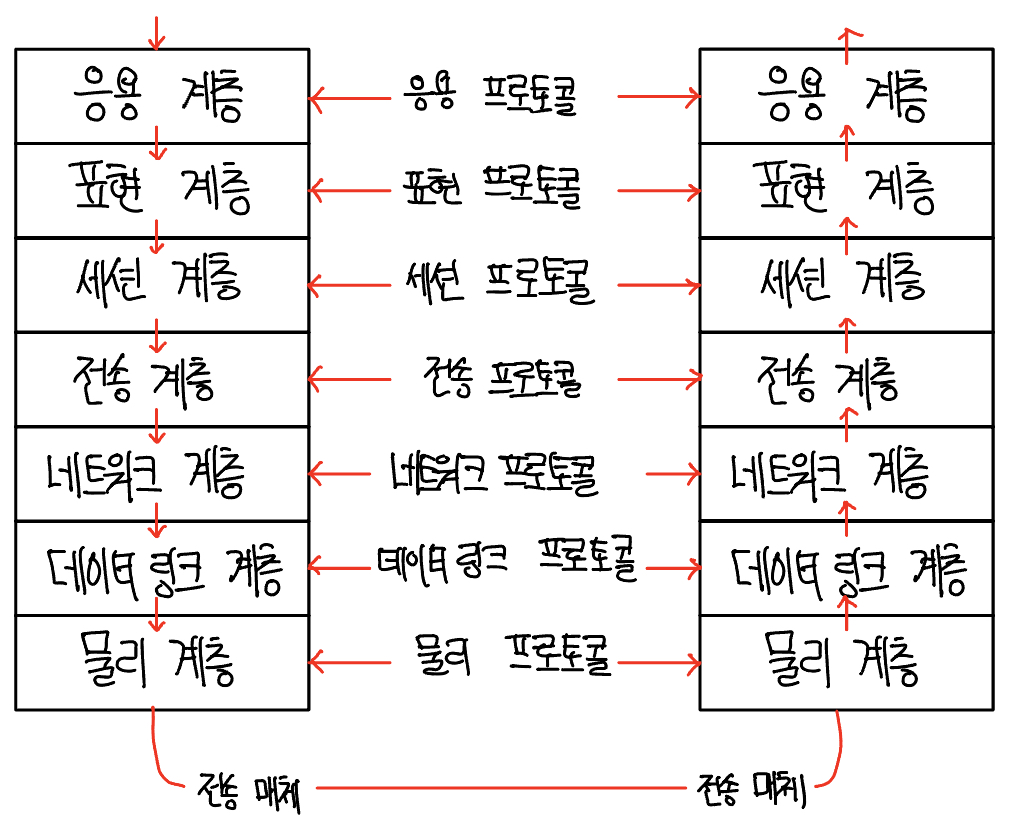 응용 계층 응용 프로토콜 응용 계층
표현 계층 표현 프로토콜 표현 계층
세션 계층 세션 프로토콜 세션 계층
전송 계층 전송 프로토콜 전송 계층
네트워크 계층 네트워크 프로토콜 네트워크 계층
데이터 링크 계층 데이터 링크 프로토콜 데이터 링크 계층
물리 계층 물리 프로토콜 물리 계층
전송 매체 전송 매체